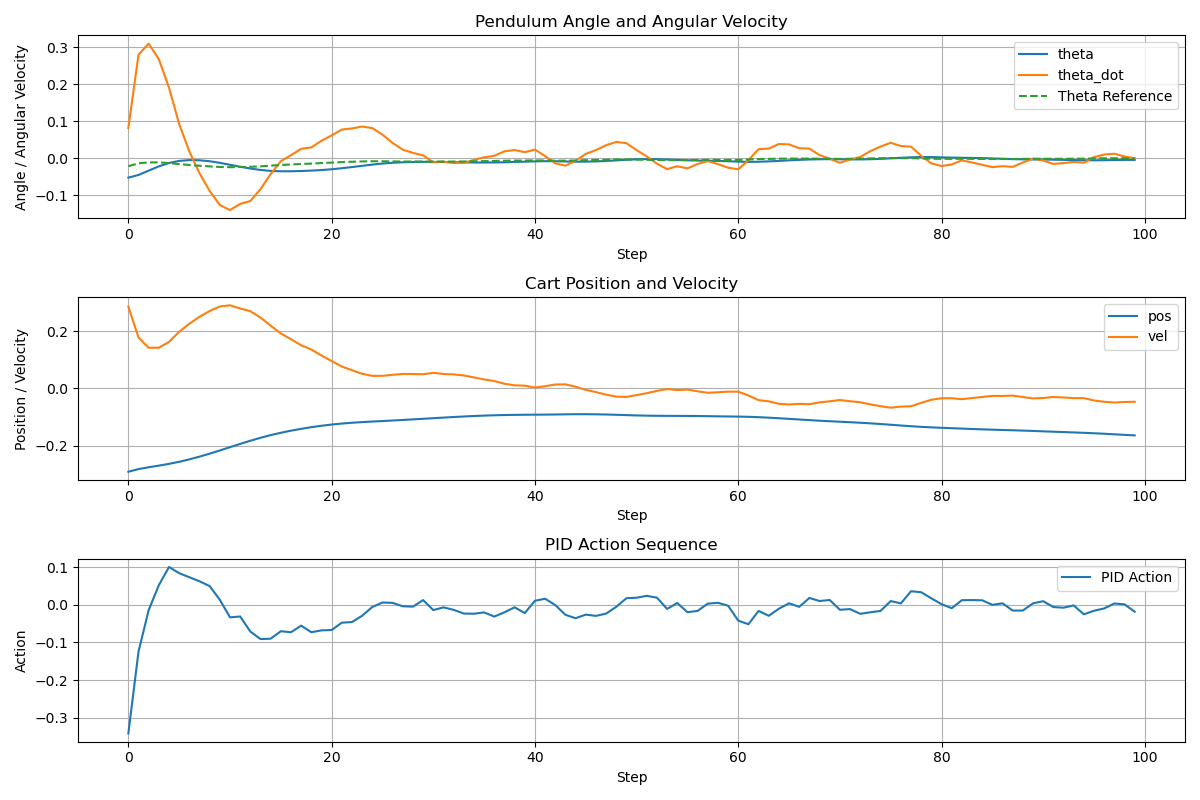 Pendulum Angle and Angular Velocity
Angle / Angular Velocity
0.3
0.2
0.1
0.0
−0.1
theta
theta_dot
Theta Reference
0 20 40 60 80 100
Step
Cart Position and Velocity
Position / Velocity
0.2
0.0
−0.2
pos
vel
0 20 40 60 80 100
Step
PID Action Sequence
Action
0.1
0.0
−0.1
−0.2
−0.3
PID Action
0 20 40 60 80 100
Step